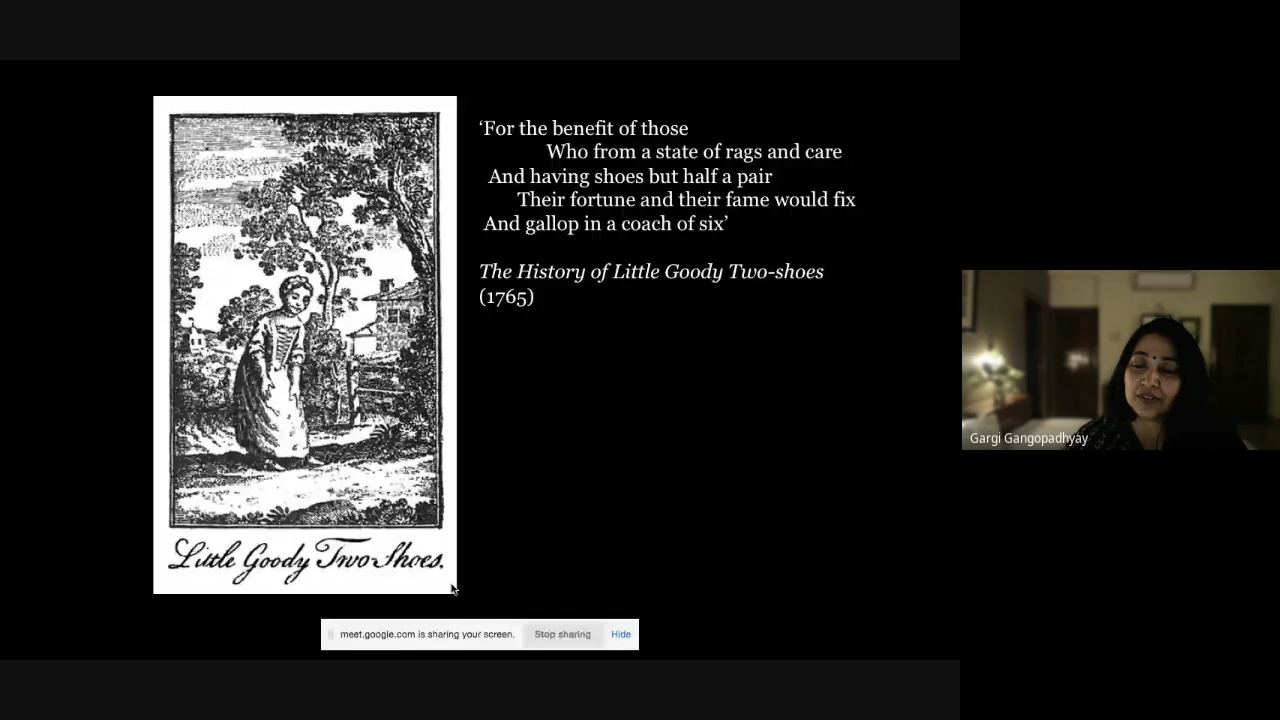 ‘For the benefit of those
Who from a state of rags and care
And having shoes but half a pair
Their fortune and their fame would fix
And gallop in a coach of six’
The History of Little Goody Two-shoes
(1765)
Little Goody Two-Shoes.
meet.google.com is sharing your screen. Stop sharing Hide
Gargi Gangopadhyay